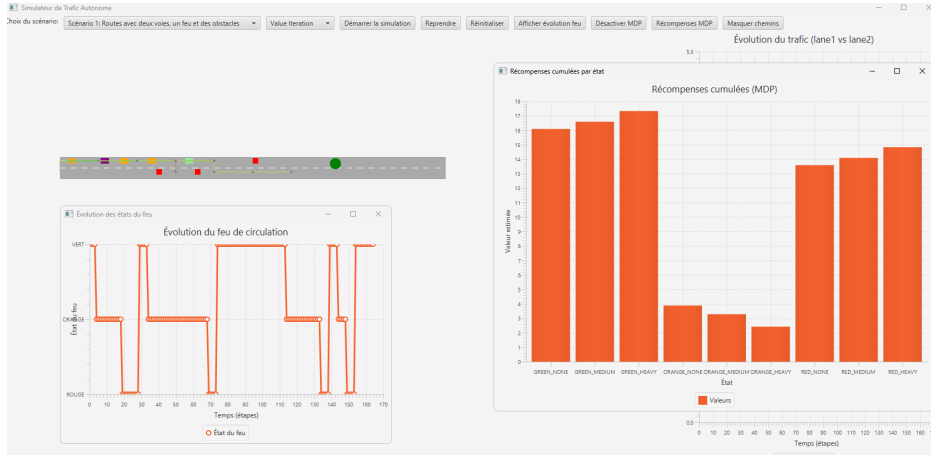 Simulateur de Trafic Autonome
Choix du scénario:
Scénario 1: Routes avec deux voies, un feu et des obstacles
Value Iteration
Démarrer la simulation
Reprendre
Réinitialiser
Afficher évolution feu
Désactiver MDP
Récompenses MDP
Masquer chemins
Évolution du trafic (lane1 vs lane2)
5,5
Récompenses cumulées par état
Récompenses cumulées (MDP)
18
17
16
15
14
13
12
11
10
9
8
7
6
5
4
3
2
1
0
Valeur estimée
GREEN_NONE GREEN_MEDIUM GREEN_HEAVY ORANGE_NONE ORANGE_MEDIUM ORANGE_HEAVY RED_NONE RED_MEDIUM RED_HEAVY
État
Valeurs
Évolution des états du feu
Évolution du feu de circulation
VERT
ORANGE
ROUGE
État du feu
0 10 20 30 40 50 60 70 80 90 100 110 120 130 140 150 160 170
Temps (étapes)
État du feu
0,0
0 10 20 30 40 50 60 70 80 90 100 110 120 130 140 150 160 170
Temps (étapes)